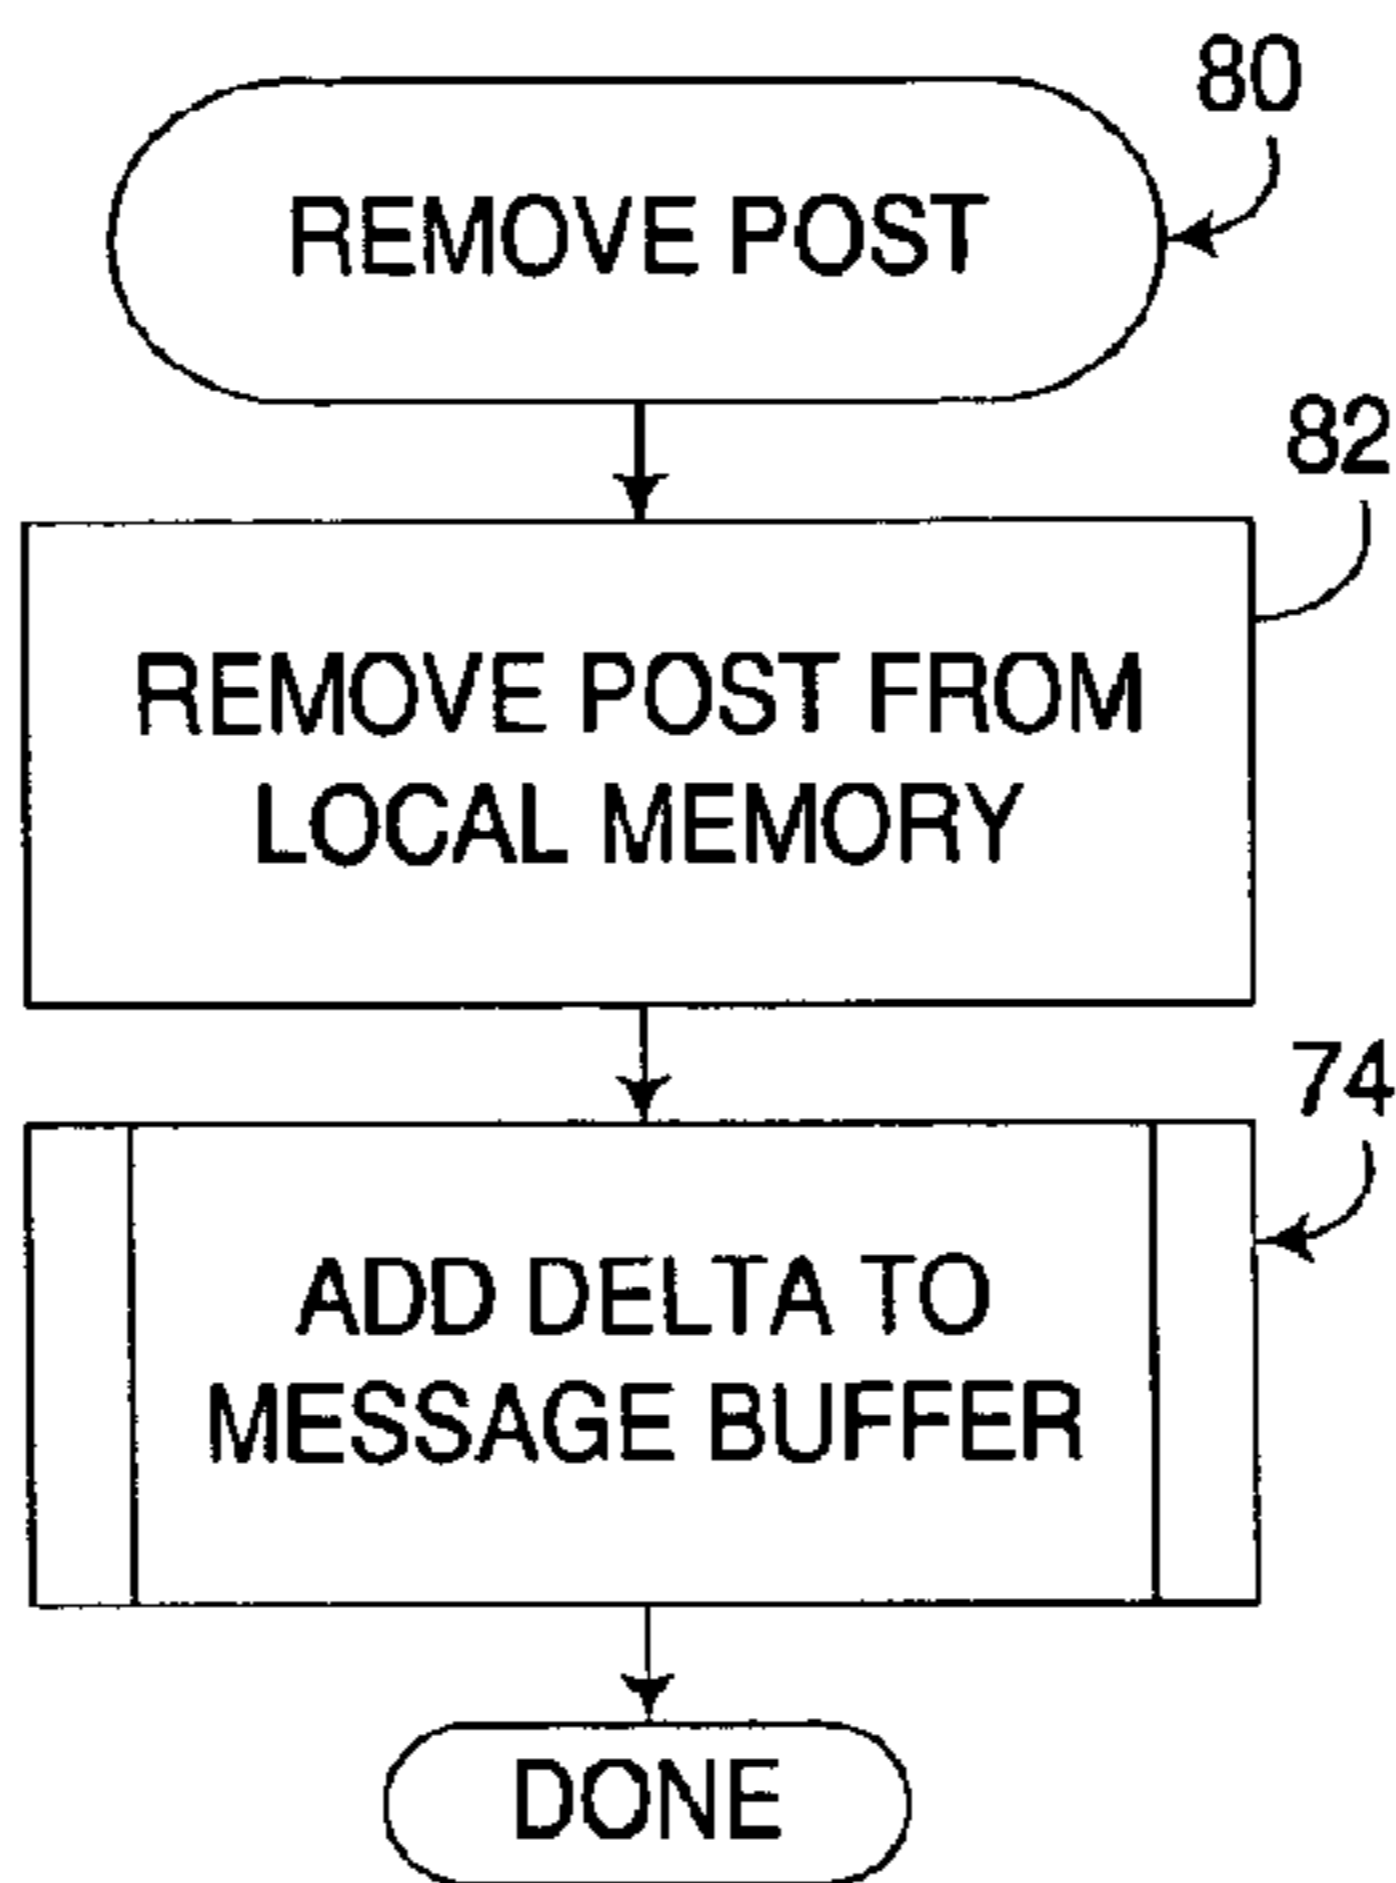 80
REMOVE POST
82
REMOVE POST FROM
LOCAL MEMORY
74
ADD DELTA TO
MESSAGE BUFFER
DONE